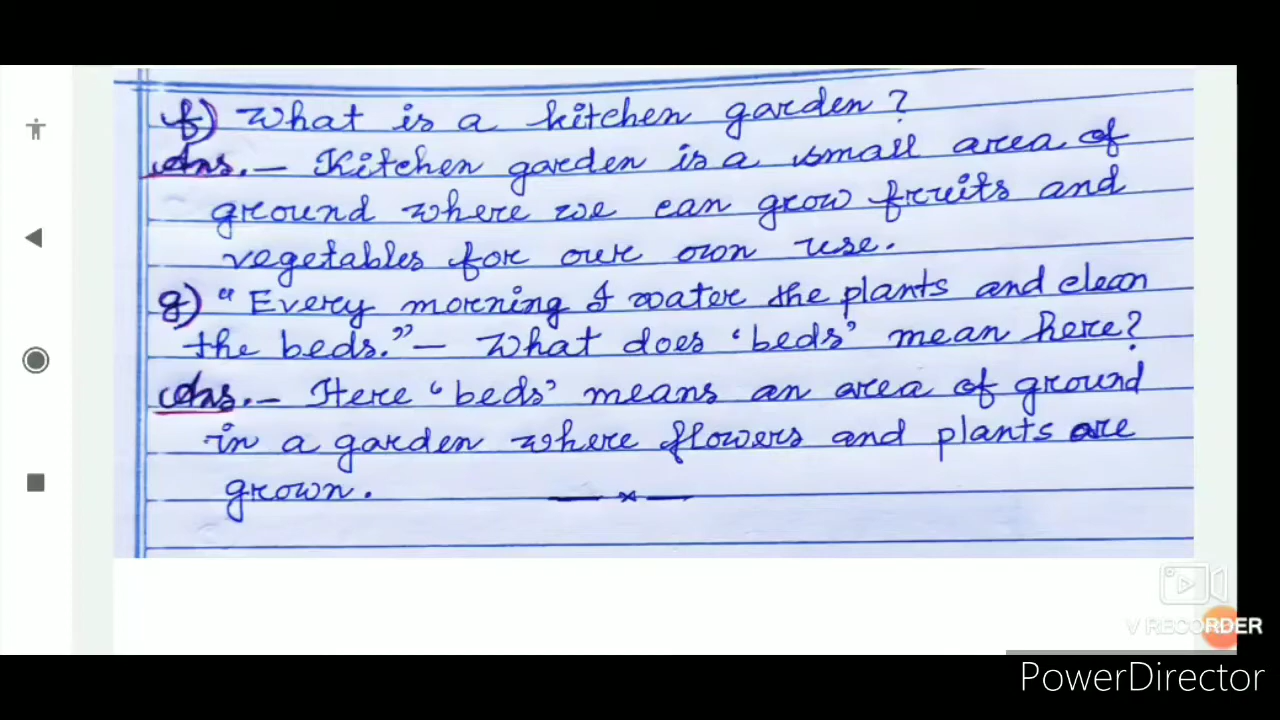 f) What is a kitchen garden?
Ans. - Kitchen garden is a small area of
ground where we can grow fruits and
vegetables for our own use.
g) "Every morning I water the plants and clean
the beds." - What does 'beds' mean here?
Ans. - Here 'beds' means an area of ground
in a garden where flowers and plants are
grown.
V RECORDER
PowerDirector